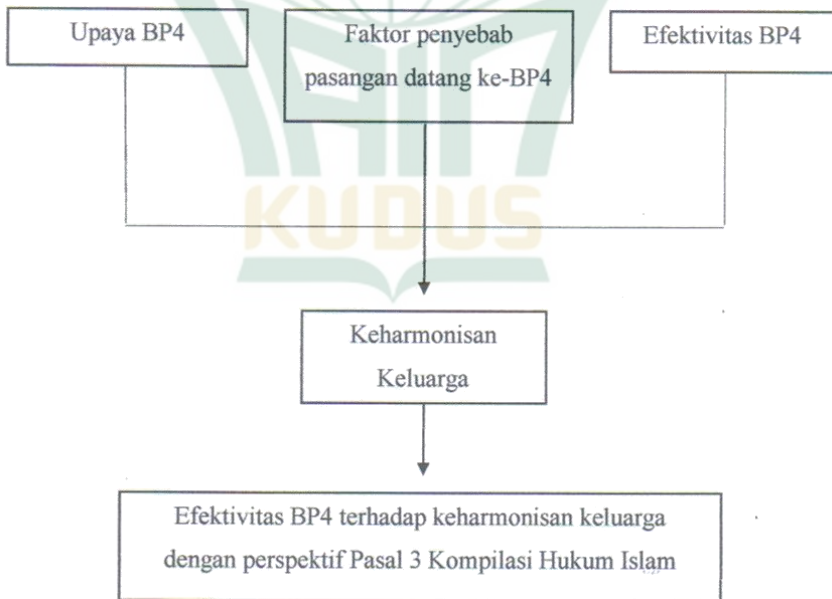 Upaya BP4
Faktor penyebab
pasangan datang ke-BP4
Efektivitas BP4
KUDUS
Keharmonisan
Keluarga
Efektivitas BP4 terhadap keharmonisan keluarga
dengan perspektif Pasal 3 Kompilasi Hukum Islam